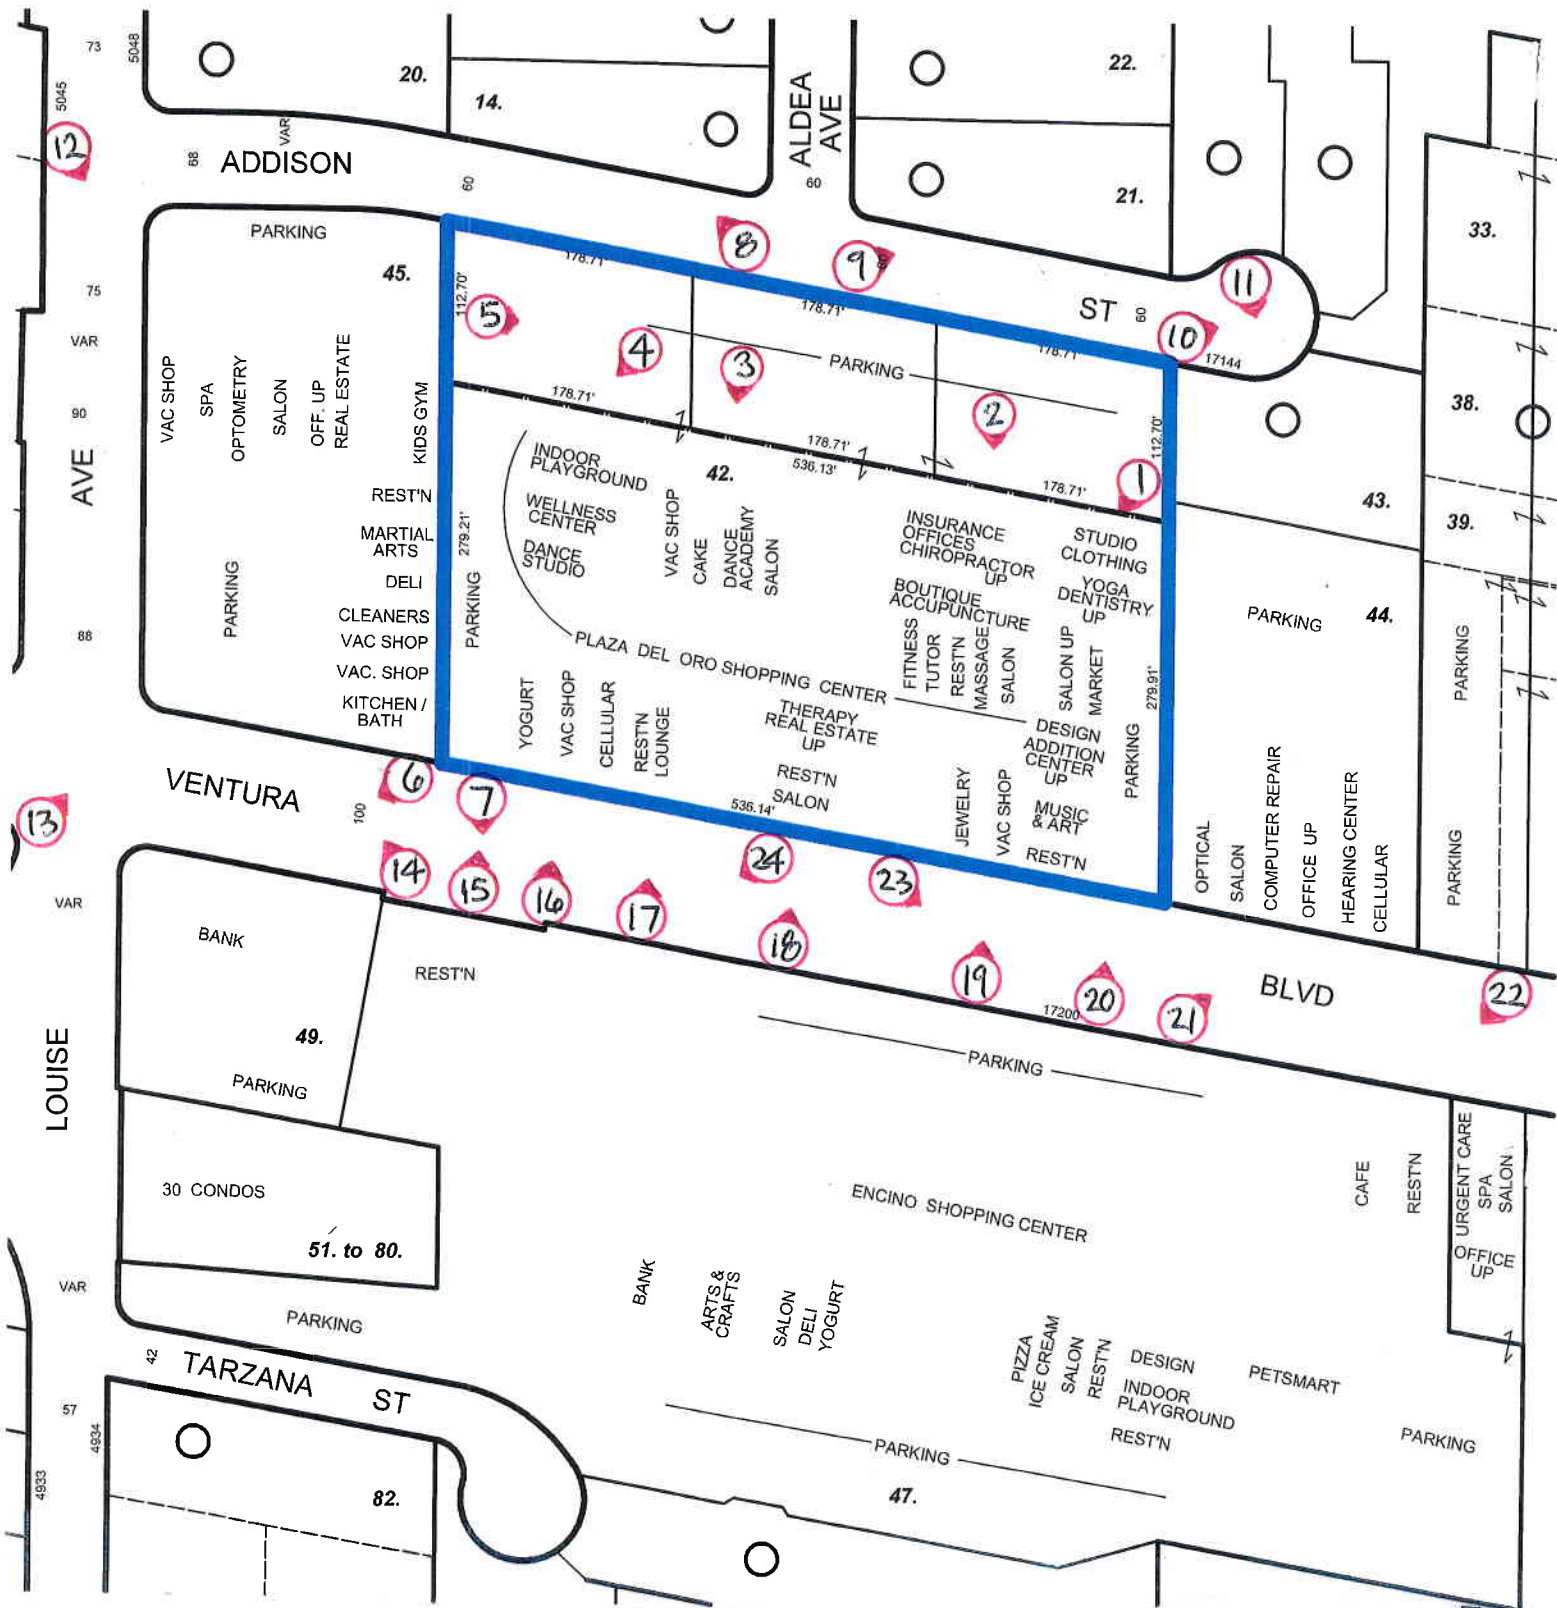 73
5048
5045
20.
14.
ALDEA
AVE
60
22.
21.
33.
12
VAR
68
ADDISON
60
PARKING
45.
75
VAR
90
AVE
88
VAC SHOP
SPA
OPTOMETRY
SALON
OFF. UP
REAL ESTATE
KIDS GYM
REST'N
MARTIAL
ARTS
DELI
CLEANERS
VAC SHOP
VAC. SHOP
KITCHEN /
BATH
PARKING
8
9
60
11
ST
60
10
17144
178.71'
178.71'
178.71'
112.70'
5
4
3
PARKING
2
1
112.70'
178.71'
178.71'
536.13'
178.71'
42.
38.
43.
39.
44.
INDOOR
PLAYGROUND
WELLNESS
CENTER
DANCE
STUDIO
VAC SHOP
CAKE
DANCE
ACADEMY
SALON
INSURANCE
OFFICES
CHIROPRACTOR
UP
BOUTIQUE
ACCUPUNCTURE
STUDIO
CLOTHING
YOGA
DENTISTRY
UP
279.21'
PARKING
PLAZA DEL ORO SHOPPING CENTER
FITNESS
TUTOR
REST'N
MASSAGE
SALON
SALON UP
MARKET
279.91'
PARKING
YOGURT
VAC SHOP
CELLULAR
REST'N
LOUNGE
THERAPY
REAL ESTATE
UP
REST'N
SALON
DESIGN
ADDITION
CENTER
UP
MUSIC
& ART
REST'N
JEWELRY
VAC SHOP
536.14'
PARKING
PARKING
PARKING
OPTICAL
SALON
COMPUTER REPAIR
OFFICE UP
HEARING CENTER
CELLULAR
VENTURA
100
BLVD
6
7
13
14
15
16
17
24
23
18
19
20
21
22
17200
VAR
BANK
REST'N
49.
PARKING
LOUISE
30 CONDOS
51. to 80.
VAR
PARKING
PARKING
ENCINO SHOPPING CENTER
CAFE
REST'N
URGENT CARE
SPA
SALON
OFFICE
UP
BANK
ARTS &
CRAFTS
SALON
DELI
YOGURT
PIZZA
ICE CREAM
SALON
REST'N
DESIGN
INDOOR
PLAYGROUND
REST'N
PETSMART
PARKING
42
TARZANA
ST
57
4934
4933
82.
PARKING
47.